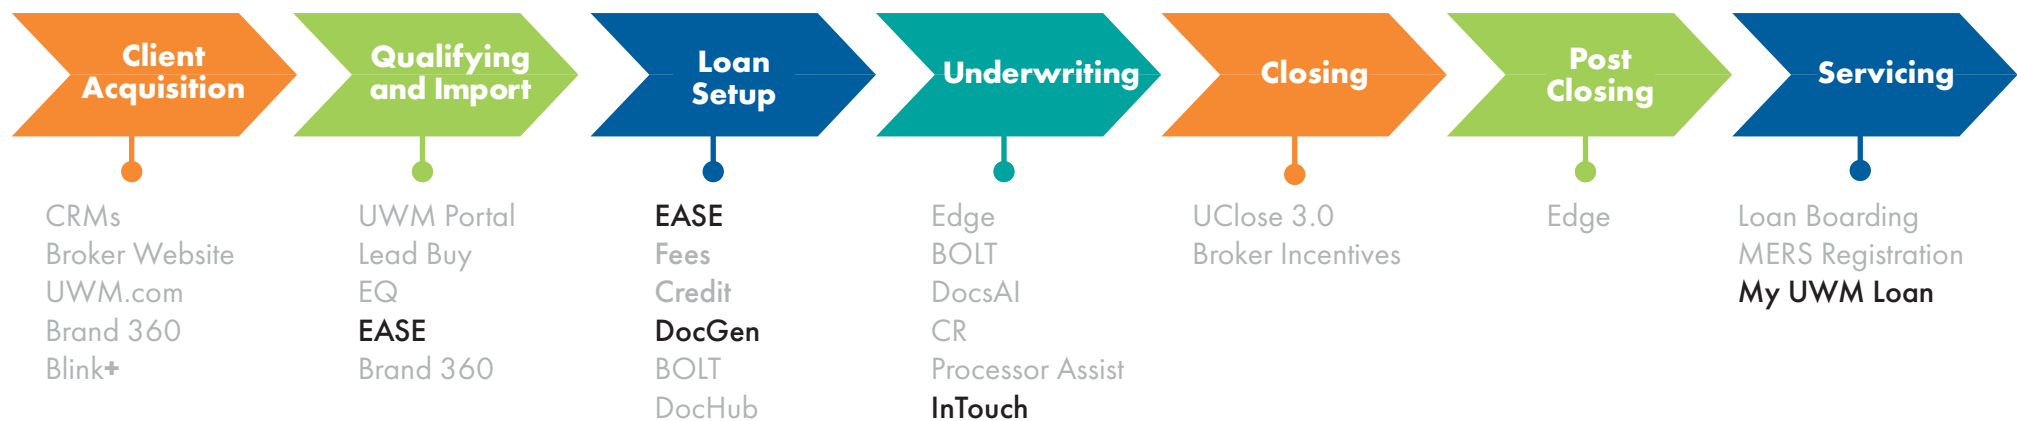 Client
Acquisition
Qualifying
and Import
Loan
Setup
Underwriting
Closing
Post
Closing
Servicing
CRMs
Broker Website
UWM.com
Brand 360
Blink+
UWM Portal
Lead Buy
EQ
EASE
Brand 360
EASE
Fees
Credit
DocGen
BOLT
DocHub
Edge
BOLT
DocsAI
CR
Processor Assist
InTouch
UClose 3.0
Broker Incentives
Edge
Loan Boarding
MERS Registration
My UWM Loan